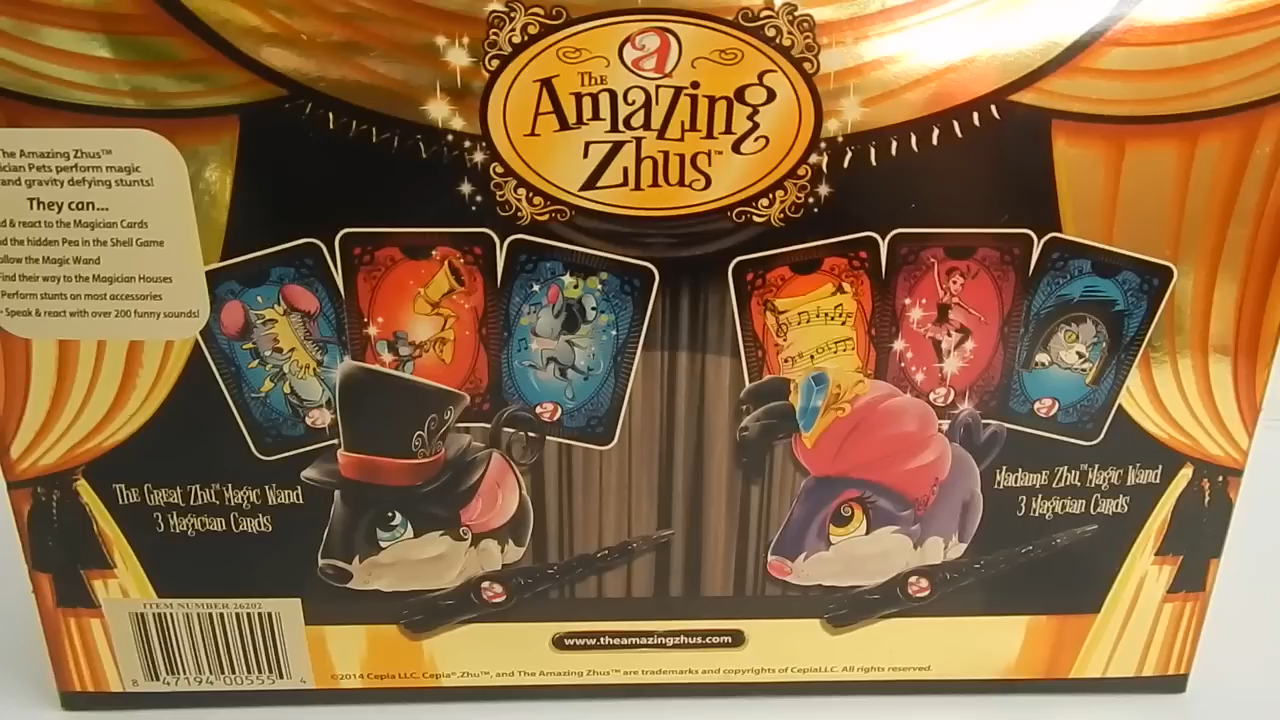 a
The
Amazing
Zhus™
he Amazing Zhus™
ician Pets perform magic
and gravity defying stunts!
They can...
d & react to the Magician Cards
d the hidden Pea in the Shell Game
ollow the Magic Wand
ind their way to the Magician Houses
Perform stunts on most accessories
• Speak & react with over 200 funny sounds!
The Great Zhu™, Magic Wand
3 Magician Cards
Madame Zhu™, Magic Wand
3 Magician Cards
ITEM NUMBER 26202
8 47194 00555 4
www.theamazingzhus.com
©2014 Cepia LLC. Cepia®, Zhu™, and The Amazing Zhus™ are trademarks and copyrights of CepiaLLC. All rights reserved.